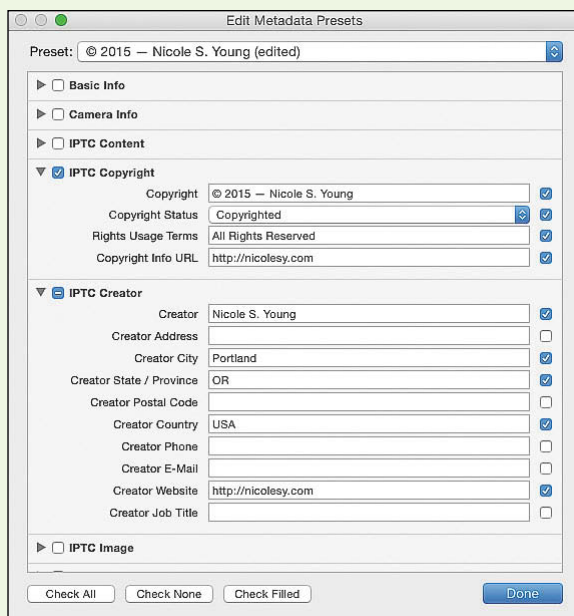 Edit Metadata Presets
Preset: © 2015 — Nicole S. Young (edited)
Basic Info
Camera Info
IPTC Content
IPTC Copyright
Copyright © 2015 — Nicole S. Young
Copyright Status Copyrighted
Rights Usage Terms All Rights Reserved
Copyright Info URL http://nicolesy.com
IPTC Creator
Creator Nicole S. Young
Creator Address
Creator City Portland
Creator State / Province OR
Creator Postal Code
Creator Country USA
Creator Phone
Creator E-Mail
Creator Website http://nicolesy.com
Creator Job Title
IPTC Image
Check All Check None Check Filled Done